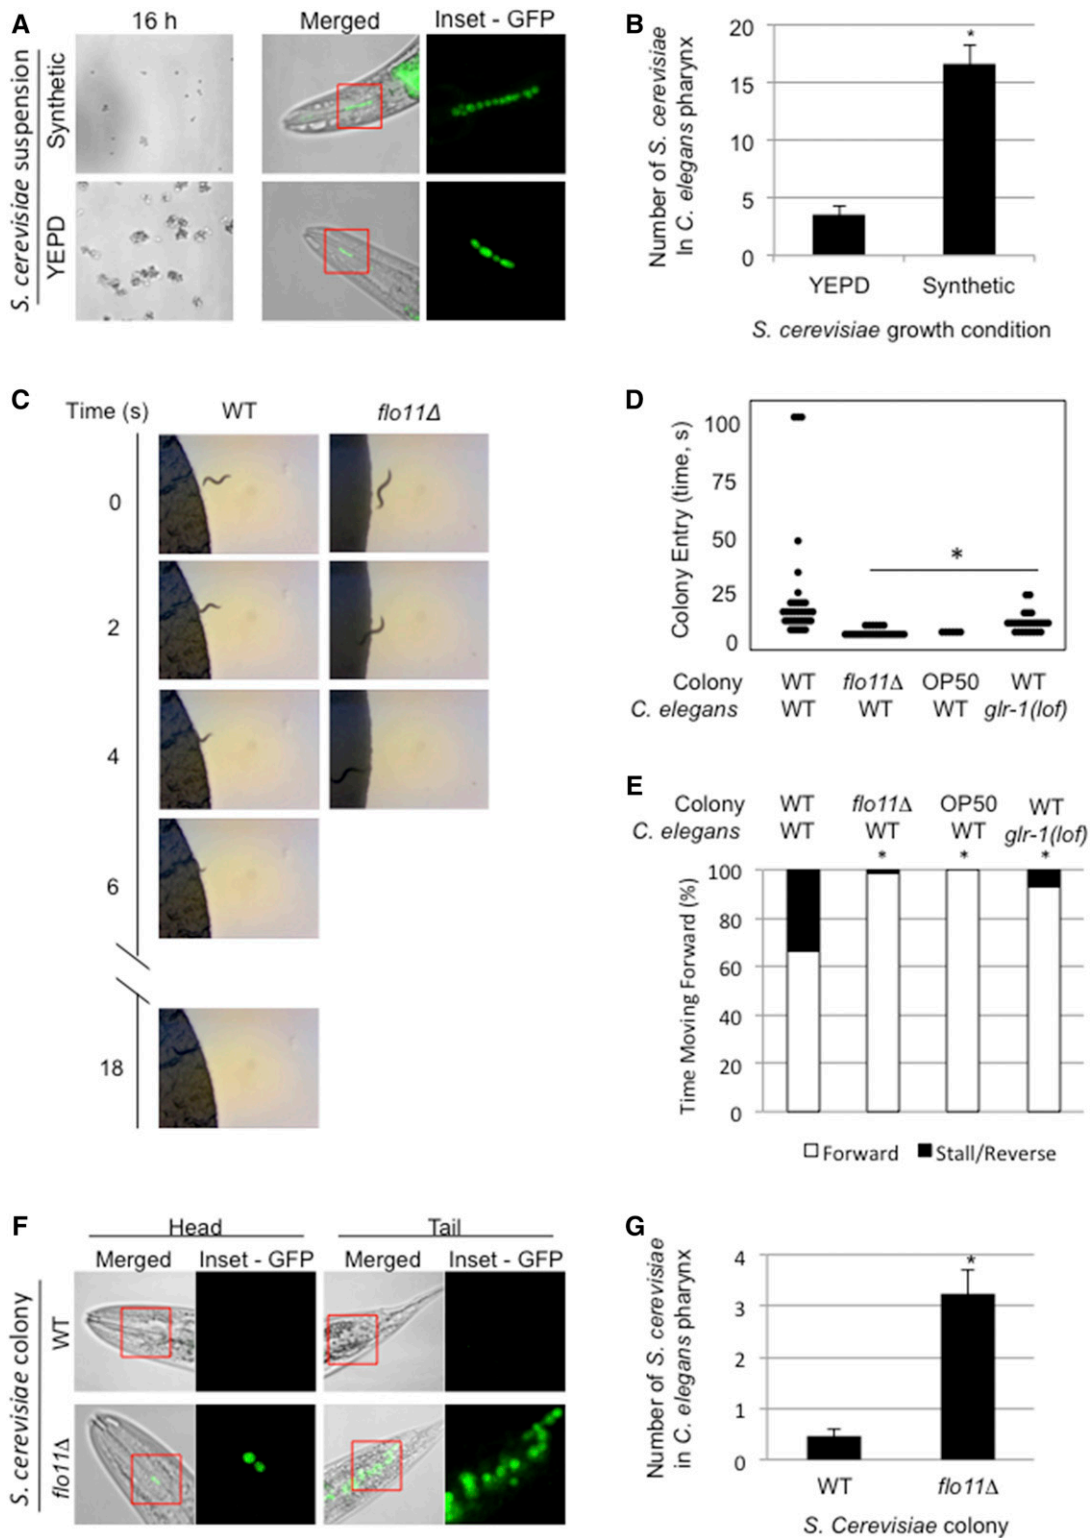 A
16 h
Merged
Inset - GFP
S. cerevisiae suspension
Synthetic
YEPD
B
Number of S. cerevisiae
In C. elegans pharynx
20
15
10
5
0
*
YEPD
Synthetic
S. cerevisiae growth condition
C
Time (s)
WT
flo11Δ
0
2
4
6
18
D
Colony Entry (time, s)
100
75
50
25
0
*
Colony WT flo11Δ OP50 WT
C. elegans WT WT WT glr-1(lof)
E
Colony WT flo11Δ OP50 WT
C. elegans WT WT WT glr-1(lof)
* * *
Time Moving Forward (%)
100
80
60
40
20
0
Forward Stall/Reverse
F
Head
Tail
Merged Inset - GFP Merged Inset - GFP
S. cerevisiae colony
WT
flo11Δ
G
Number of S. cerevisiae
in C. elegans pharynx
4
3
2
1
0
*
WT
flo11Δ
S. Cerevisiae colony